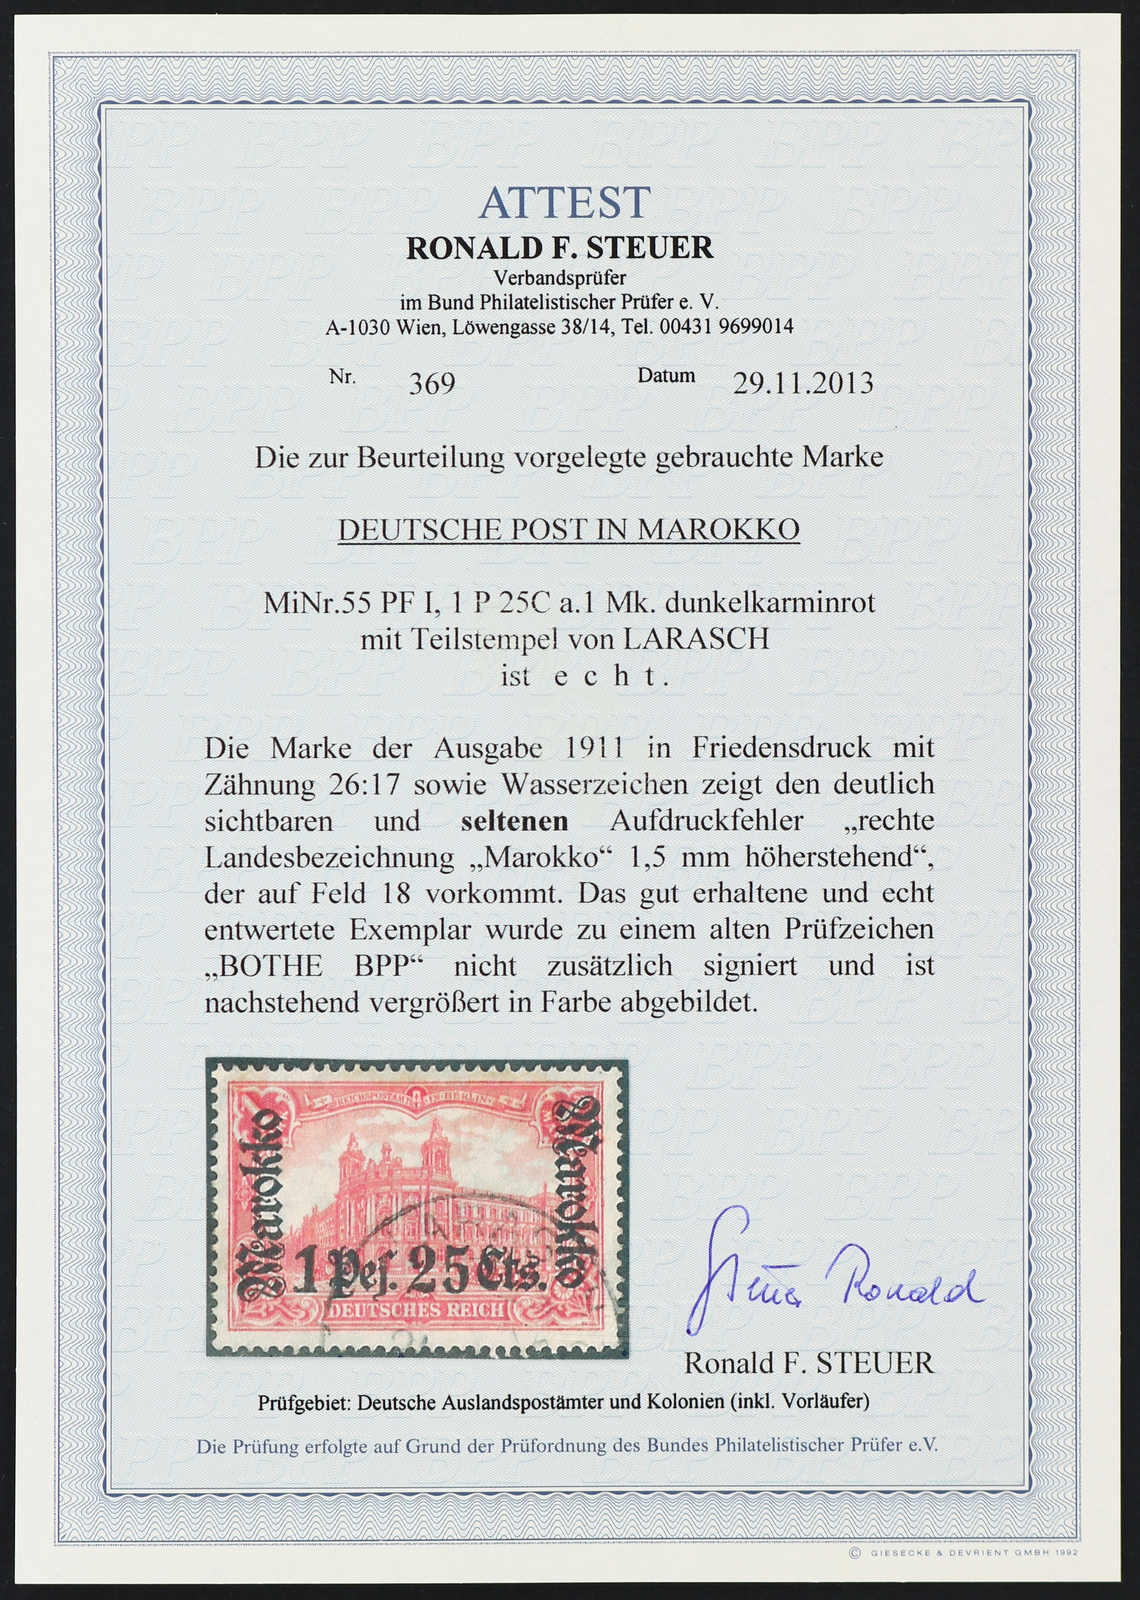 ATTEST
RONALD F. STEUER
Verbandsprüfer
im Bund Philatelistischer Prüfer e. V.
A-1030 Wien, Löwengasse 38/14, Tel. 00431 9699014
Nr. 369 Datum 29.11.2013
Die zur Beurteilung vorgelegte gebrauchte Marke
DEUTSCHE POST IN MAROKKO
MiNr.55 PF I, 1 P 25C a.1 Mk. dunkelkarminrot
mit Teilstempel von LARASCH
ist e c h t .
Die Marke der Ausgabe 1911 in Friedensdruck mit
Zähnung 26:17 sowie Wasserzeichen zeigt den deutlich
sichtbaren und seltenen Aufdruckfehler „rechte
Landesbezeichnung „Marokko“ 1,5 mm höherstehend“,
der auf Feld 18 vorkommt. Das gut erhaltene und echt
entwertete Exemplar wurde zu einem alten Prüfzeichen
„BOTHE BPP“ nicht zusätzlich signiert und ist
nachstehend vergrößert in Farbe abgebildet.
REICHSPOSTAMT IN BERLIN
Marokko
Marokko
1 Pes. 25 Cts.
DEUTSCHES REICH
Steuer Ronald
Ronald F. STEUER
Prüfgebiet: Deutsche Auslandspostämter und Kolonien (inkl. Vorläufer)
Die Prüfung erfolgte auf Grund der Prüfordnung des Bundes Philatelistischer Prüfer e.V.
© GIESECKE & DEVRIENT GMBH 1992